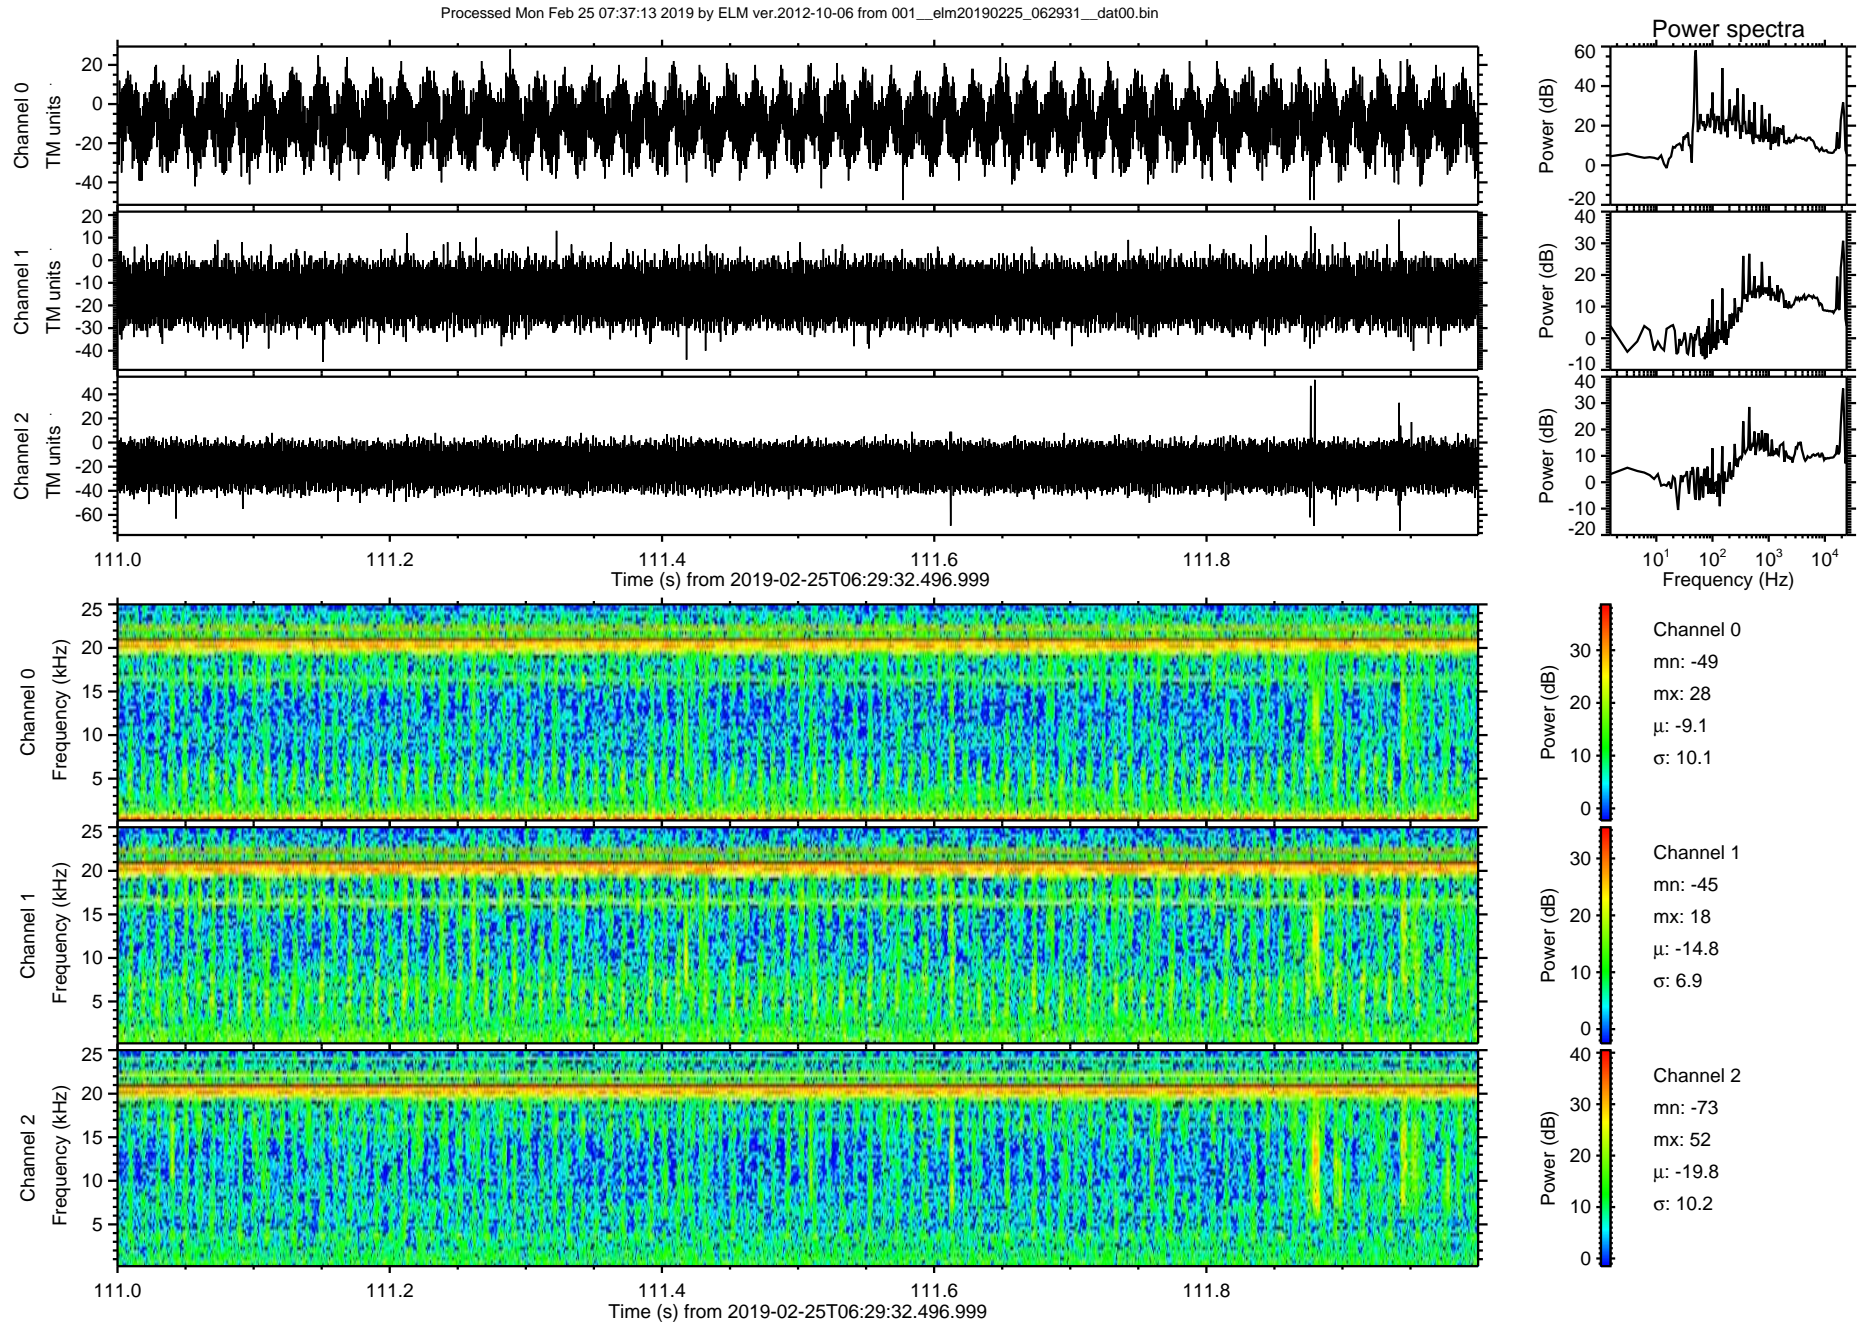 Processed Mon Feb 25 07:37:13 2019 by ELM ver.2012-10-06 from 001__elm20190225_062931__dat00.bin
Power spectra
Channel 0
TM units
20
0
-20
-40
Power (dB)
60
40
20
0
-20
Channel 1
TM units
20
10
0
-10
-20
-30
-40
Power (dB)
40
30
20
10
0
-10
Channel 2
TM units
40
20
0
-20
-40
-60
Power (dB)
40
30
20
10
0
-10
-20
111.0 111.2 111.4 111.6 111.8
Time (s) from 2019-02-25T06:29:32.496.999
10^1 10^2 10^3 10^4
Frequency (Hz)
Channel 0
Frequency (kHz)
25
20
15
10
5
Power (dB)
30
20
10
0
Channel 0
mn: -49
mx: 28
μ: -9.1
σ: 10.1
Channel 1
Frequency (kHz)
25
20
15
10
5
Power (dB)
30
20
10
0
Channel 1
mn: -45
mx: 18
μ: -14.8
σ: 6.9
Channel 2
Frequency (kHz)
25
20
15
10
5
Power (dB)
40
30
20
10
0
Channel 2
mn: -73
mx: 52
μ: -19.8
σ: 10.2
111.0 111.2 111.4 111.6 111.8
Time (s) from 2019-02-25T06:29:32.496.999